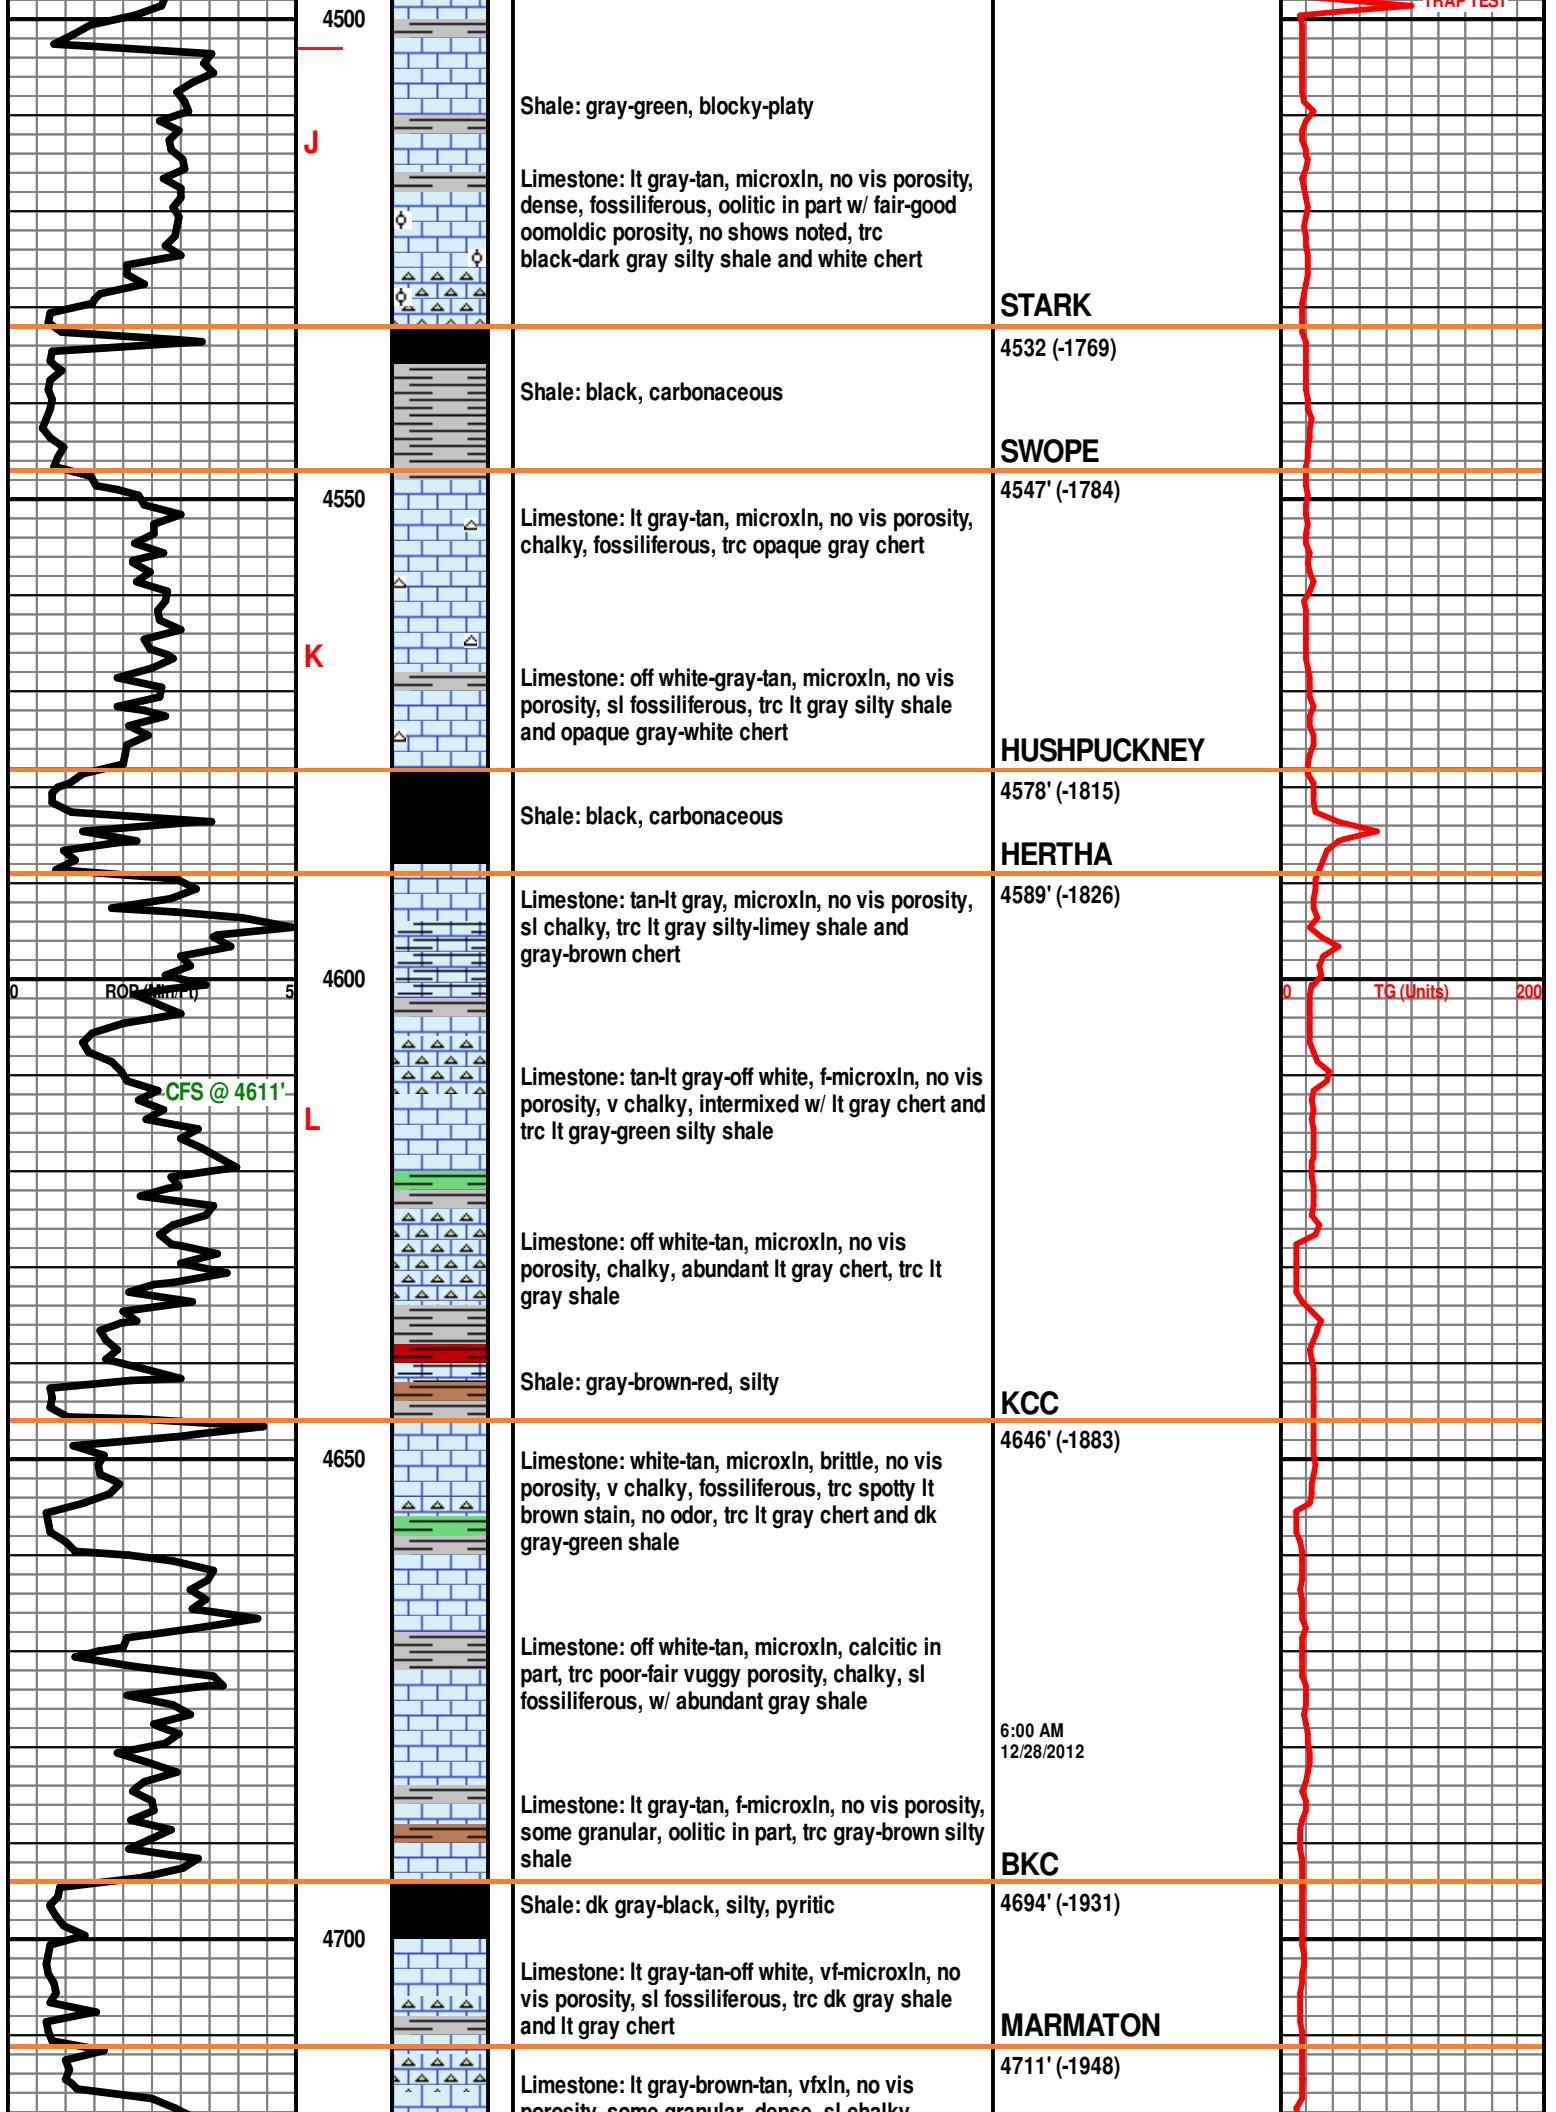 TRAP TEST
4500
Shale: gray-green, blocky-platy
J
Limestone: lt gray-tan, microxln, no vis porosity,
dense, fossiliferous, oolitic in part w/ fair-good
oomoldic porosity, no shows noted, trc
black-dark gray silty shale and white chert
STARK
4532 (-1769)
Shale: black, carbonaceous
SWOPE
4547' (-1784)
4550
Limestone: lt gray-tan, microxln, no vis porosity,
chalky, fossiliferous, trc opaque gray chert
K
Limestone: off white-gray-tan, microxln, no vis
porosity, sl fossiliferous, trc lt gray silty shale
and opaque gray-white chert
HUSHPUCKNEY
4578' (-1815)
Shale: black, carbonaceous
HERTHA
4589' (-1826)
Limestone: tan-lt gray, microxln, no vis porosity,
sl chalky, trc lt gray silty-limey shale and
gray-brown chert
4600
0 ROP (Min/Ft) 5
0 TG (Units) 200
CFS @ 4611'
L
Limestone: tan-lt gray-off white, f-microxln, no vis
porosity, v chalky, intermixed w/ lt gray chert and
trc lt gray-green silty shale
Limestone: off white-tan, microxln, no vis
porosity, chalky, abundant lt gray chert, trc lt
gray shale
Shale: gray-brown-red, silty
KCC
4646' (-1883)
4650
Limestone: white-tan, microxln, brittle, no vis
porosity, v chalky, fossiliferous, trc spotty lt
brown stain, no odor, trc lt gray chert and dk
gray-green shale
Limestone: off white-tan, microxln, calcitic in
part, trc poor-fair vuggy porosity, chalky, sl
fossiliferous, w/ abundant gray shale
6:00 AM
12/28/2012
Limestone: lt gray-tan, f-microxln, no vis porosity,
some granular, oolitic in part, trc gray-brown silty
shale
BKC
4694' (-1931)
Shale: dk gray-black, silty, pyritic
4700
Limestone: lt gray-tan-off white, vf-microxln, no
vis porosity, sl fossiliferous, trc dk gray shale
and lt gray chert
MARMATON
4711' (-1948)
Limestone: lt gray-brown-tan, vfxln, no vis
porosity, some granular, dense, sl chalky